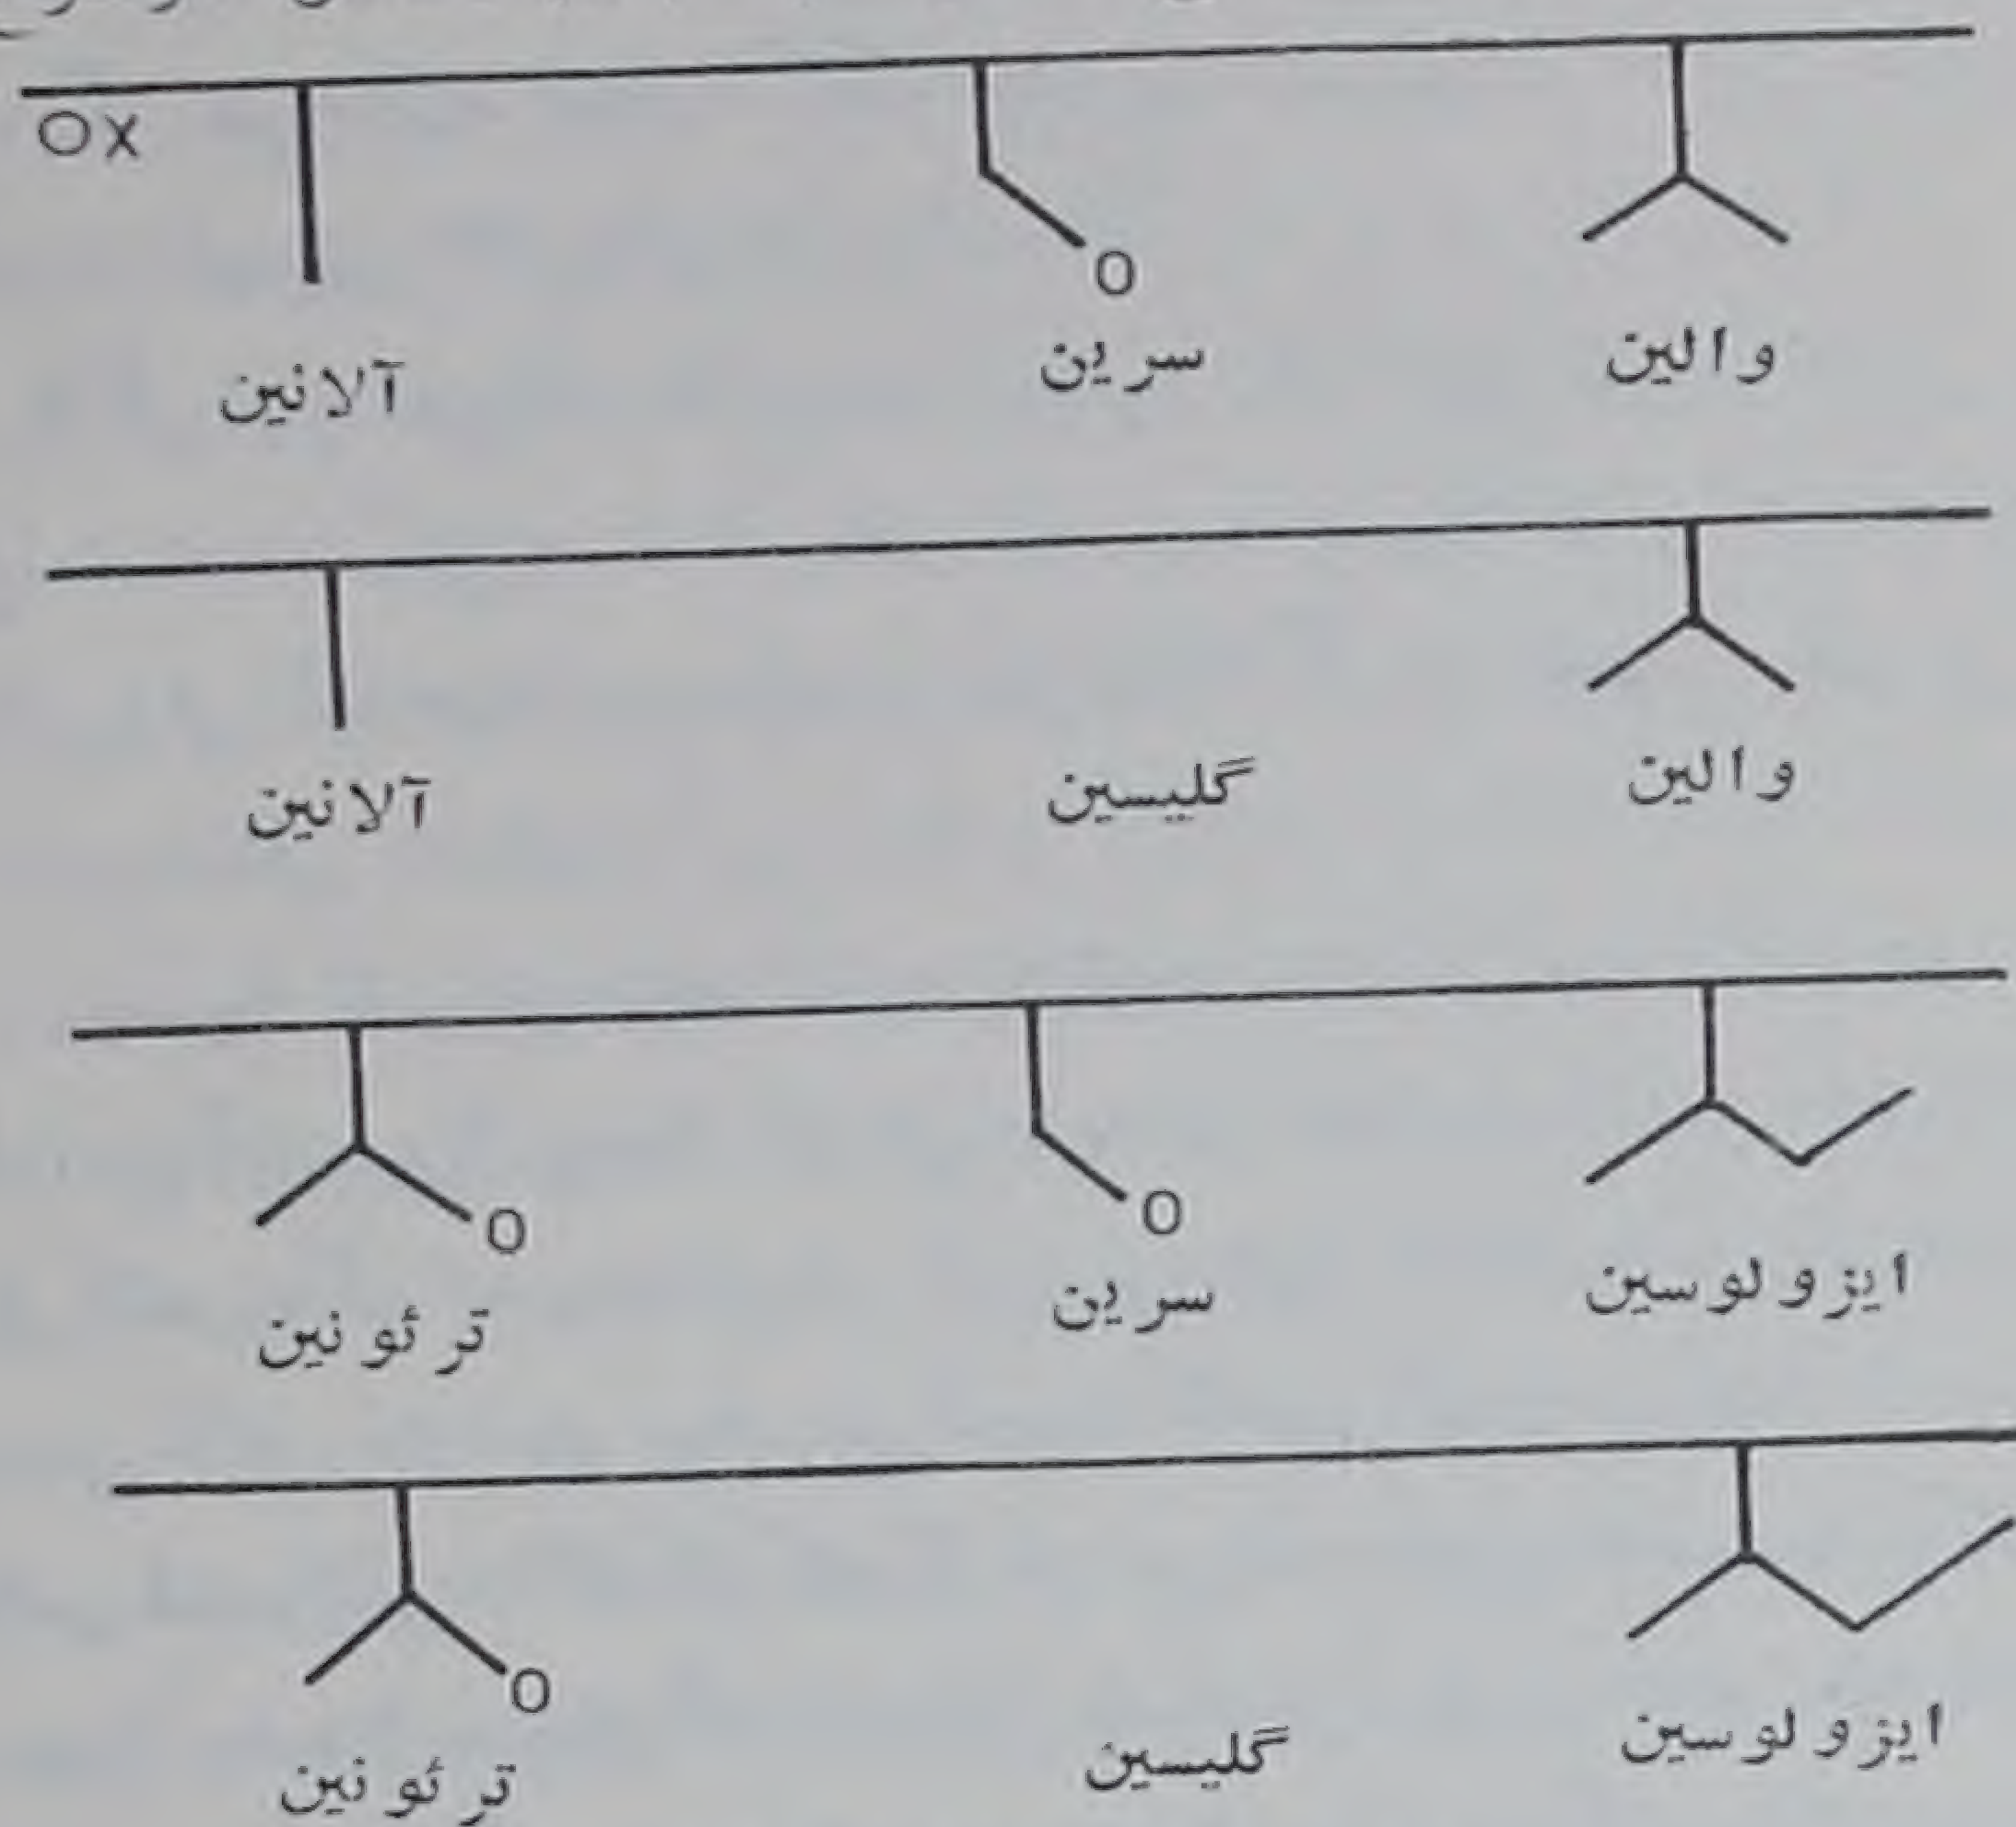 OX
O
آلانین سرین والین
آلانین گلیسین والین
O O
ترئونین سرین ایزولوسین
O
ترئونین گلیسین ایزولوسین